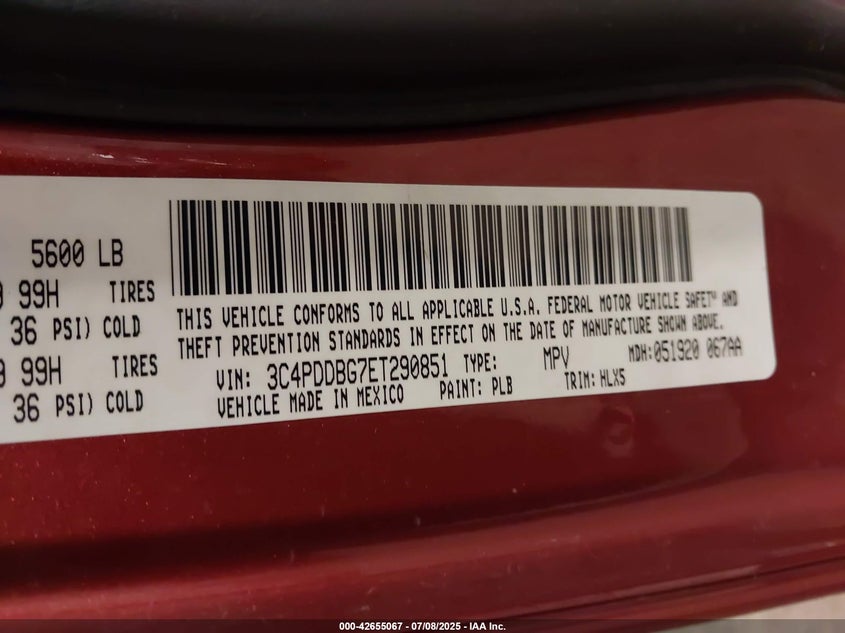 5600 LB
99H TIRES
36 PSI) COLD
99H TIRES
36 PSI) COLD
THIS VEHICLE CONFORMS TO ALL APPLICABLE U.S.A. FEDERAL MOTOR VEHICLE SAFETY AND
THEFT PREVENTION STANDARDS IN EFFECT ON THE DATE OF MANUFACTURE SHOWN ABOVE.
VIN: 3C4PDDBG7ET290851 TYPE: MPV MDH:051920 067AA
VEHICLE MADE IN MEXICO PAINT: PLB TRIM: HLX5
000-42655067 - 07/08/2025 - IAA Inc.